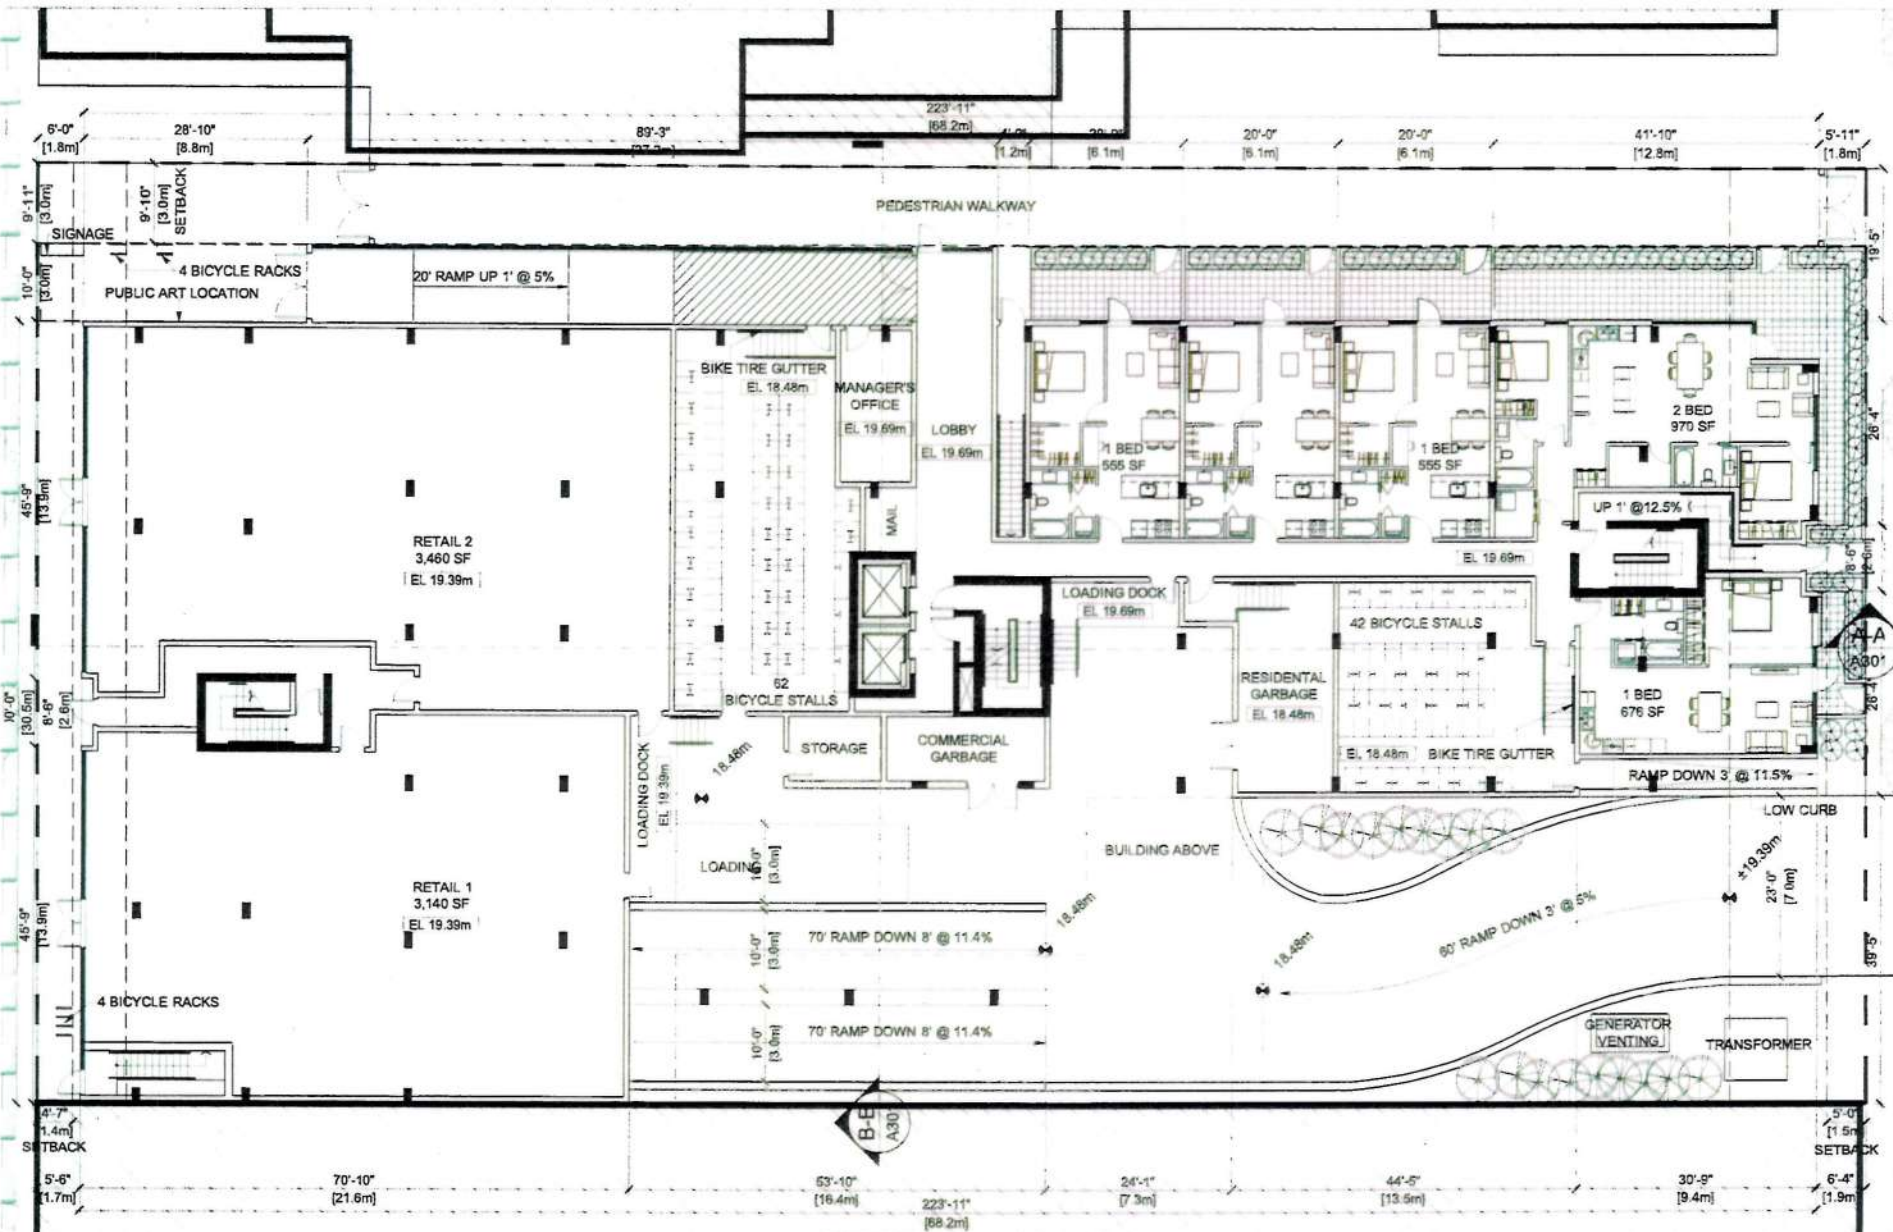 223'-11"
[68.2m]
6'-0"
[1.8m]
28'-10"
[8.8m]
89'-3"
[1.2m]
[6.1m]
20'-0"
[6.1m]
20'-0"
[6.1m]
41'-10"
[12.8m]
5'-11"
[1.8m]
9'-11"
[3.0m]
9'-10"
[3.0m]
SETBACK
PEDESTRIAN WALKWAY
SIGNAGE
19'-5"
10'-0"
[3.0m]
4 BICYCLE RACKS
PUBLIC ART LOCATION
20' RAMP UP 1' @ 5%
BIKE TIRE GUTTER
EL 18.48m
MANAGER'S
OFFICE
EL 19.69m
LOBBY
EL 19.69m
1 BED
555 SF
1 BED
555 SF
2 BED
970 SF
26'-4"
45'-9"
[13.9m]
MAIL
UP 1' @12.5%
RETAIL 2
3,460 SF
EL 19.39m
EL 19.69m
8'-6"
[2.6m]
LOADING DOCK
EL 19.69m
42 BICYCLE STALLS
A-A
A301
62
BICYCLE STALLS
RESIDENTAL
GARBAGE
EL 18.48m
1 BED
676 SF
26'-4"
[30.5m]
8'-6"
[2.6m]
LOADING DOCK
EL 19.39m
18.48m
STORAGE
COMMERCIAL
GARBAGE
EL 18.48m
BIKE TIRE GUTTER
RAMP DOWN 3' @ 11.5%
LOW CURB
LOADING
[3.0m]
BUILDING ABOVE
±19.39m
23'-0"
[7.0m]
RETAIL 1
3,140 SF
EL 19.39m
45'-9"
[13.9m]
18.48m
70' RAMP DOWN 8' @ 11.4%
10'-0"
[3.0m]
18.48m
60' RAMP DOWN 3' @ 5%
39'-5"
4 BICYCLE RACKS
70' RAMP DOWN 8' @ 11.4%
10'-0"
[3.0m]
GENERATOR
VENTING
TRANSFORMER
4'-7"
1.4m]
SETBACK
B-B
A301
5'-0"
[1.5m]
SETBACK
5'-6"
[1.7m]
70'-10"
[21.6m]
53'-10"
[16.4m]
223'-11"
[68.2m]
24'-1"
[7.3m]
44'-5"
[13.5m]
30'-9"
[9.4m]
6'-4"
[1.9m]